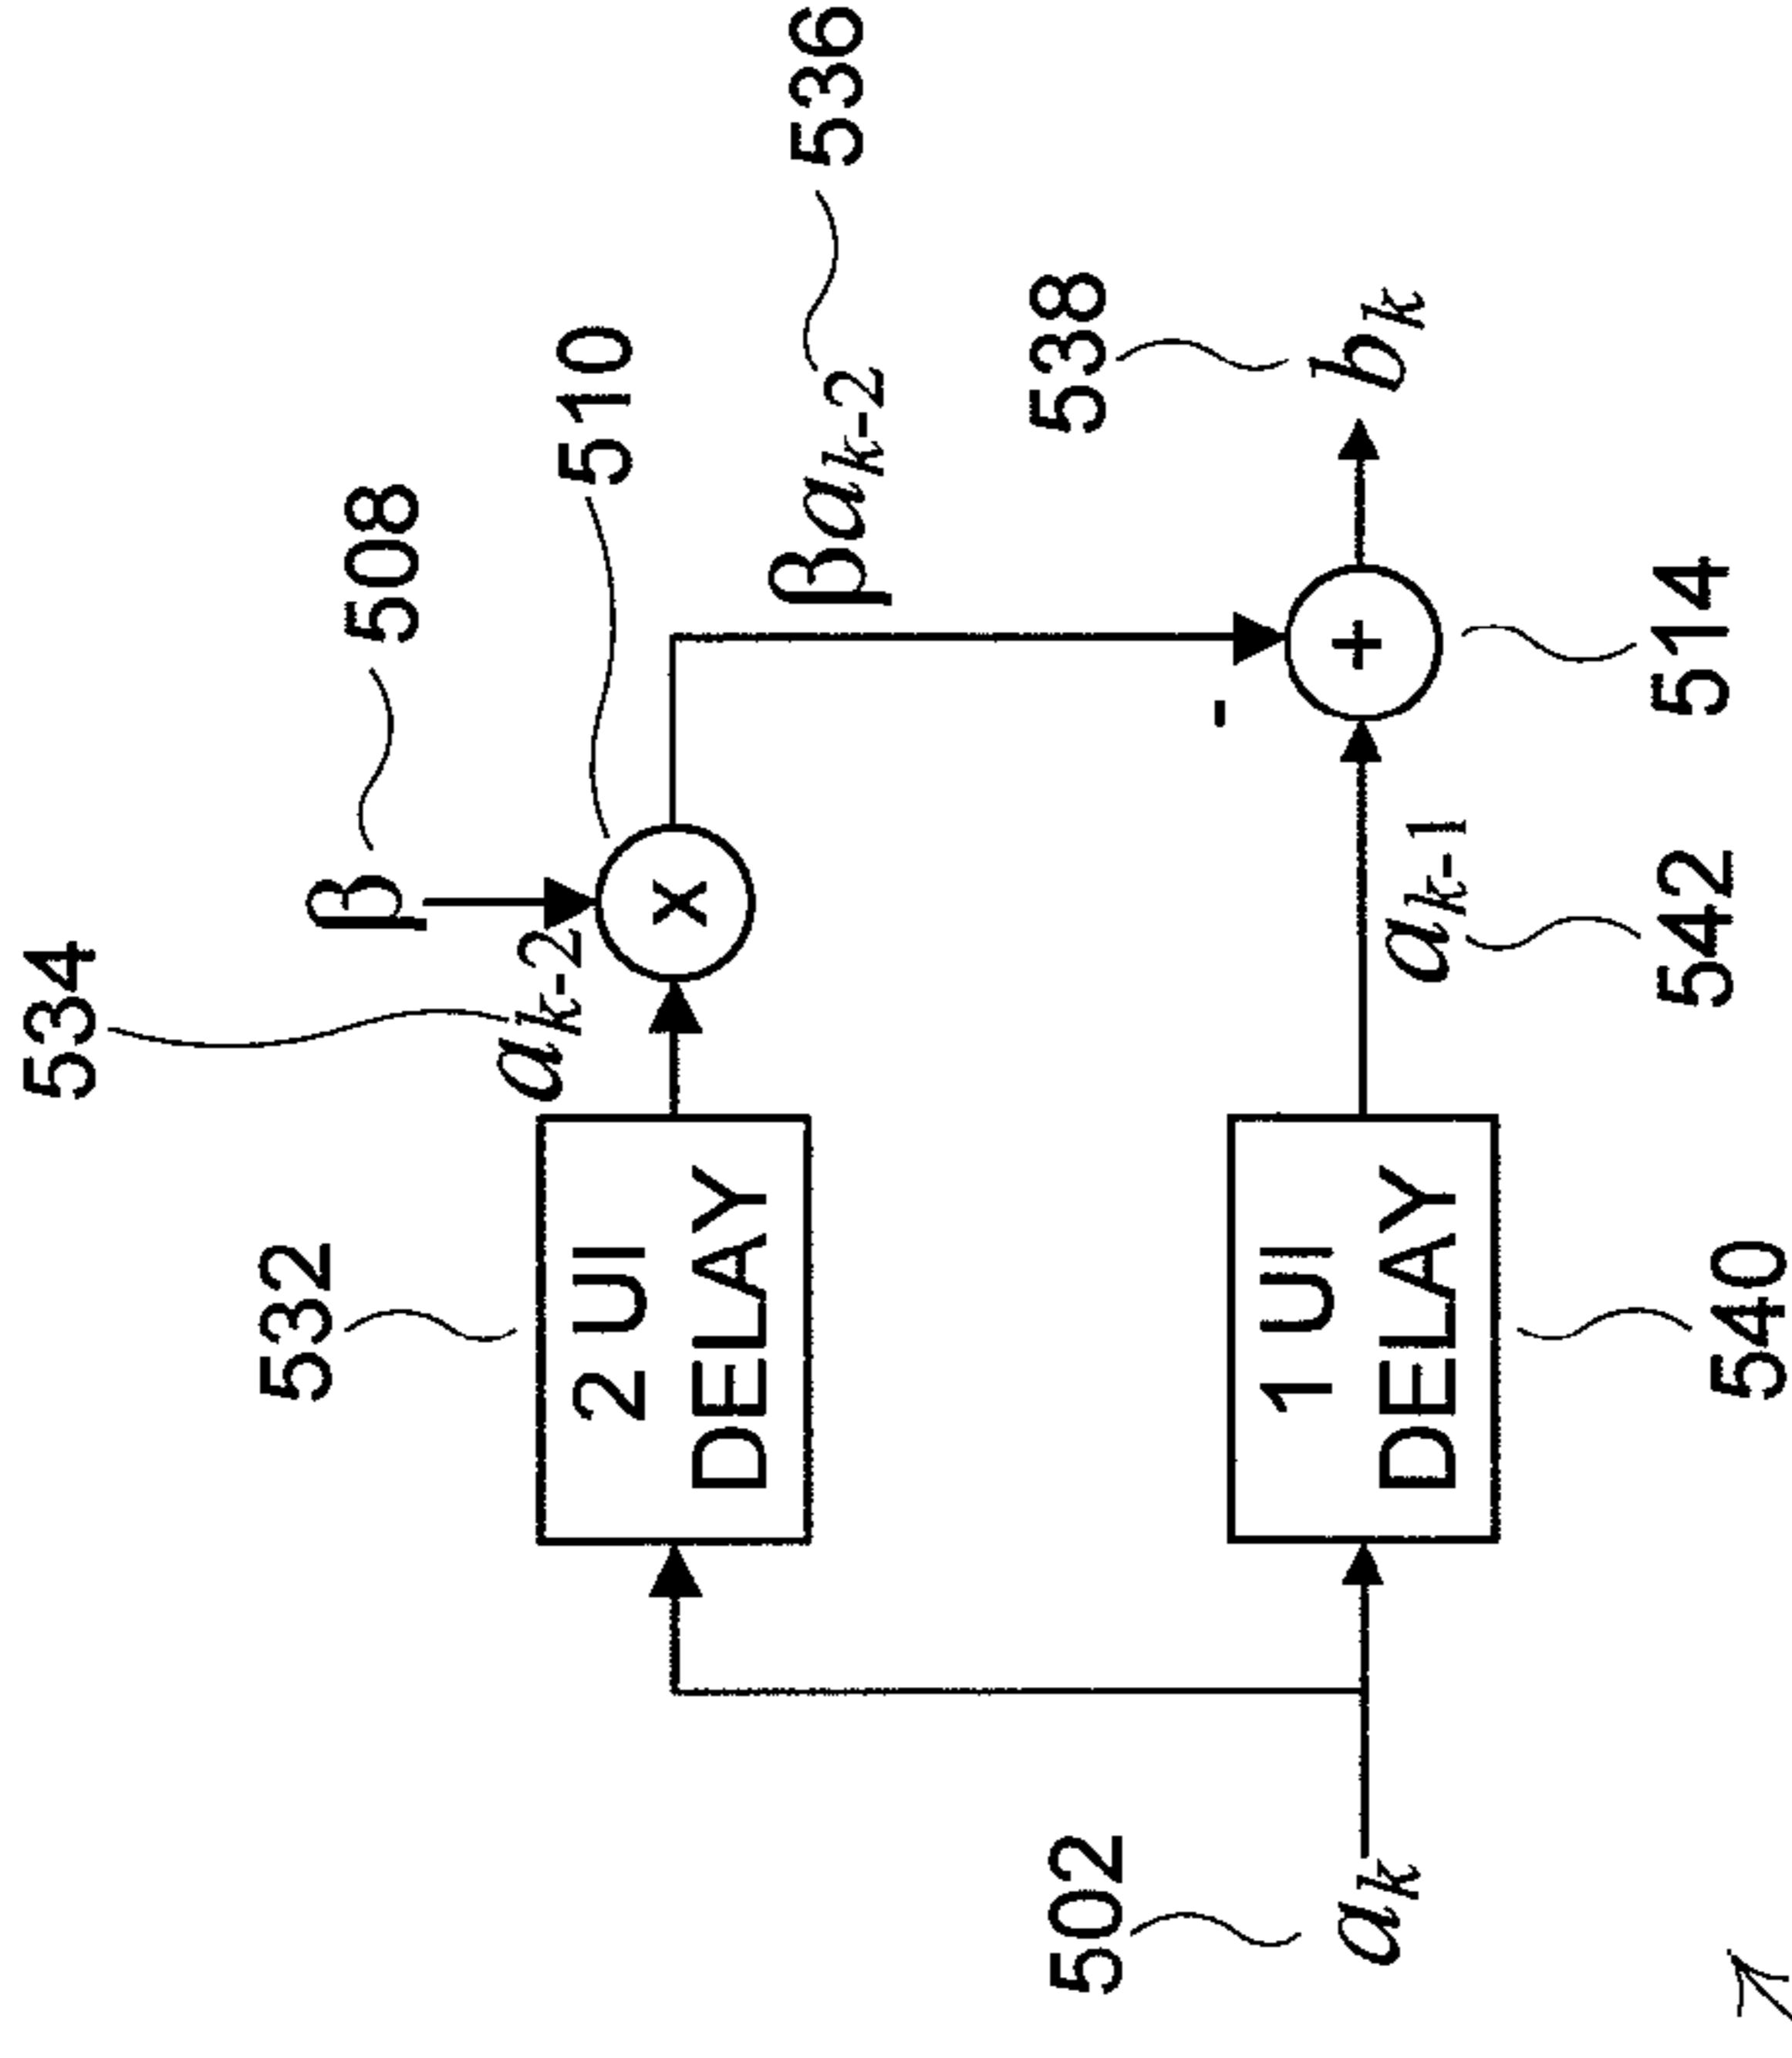 534
508
510
536
532
2 UI
DELAY
a_{k-2}
β
βa_{k-2}
538
502
a_k
1 UI
DELAY
a_{k-1}
x
-
+
b_k
540
542
514